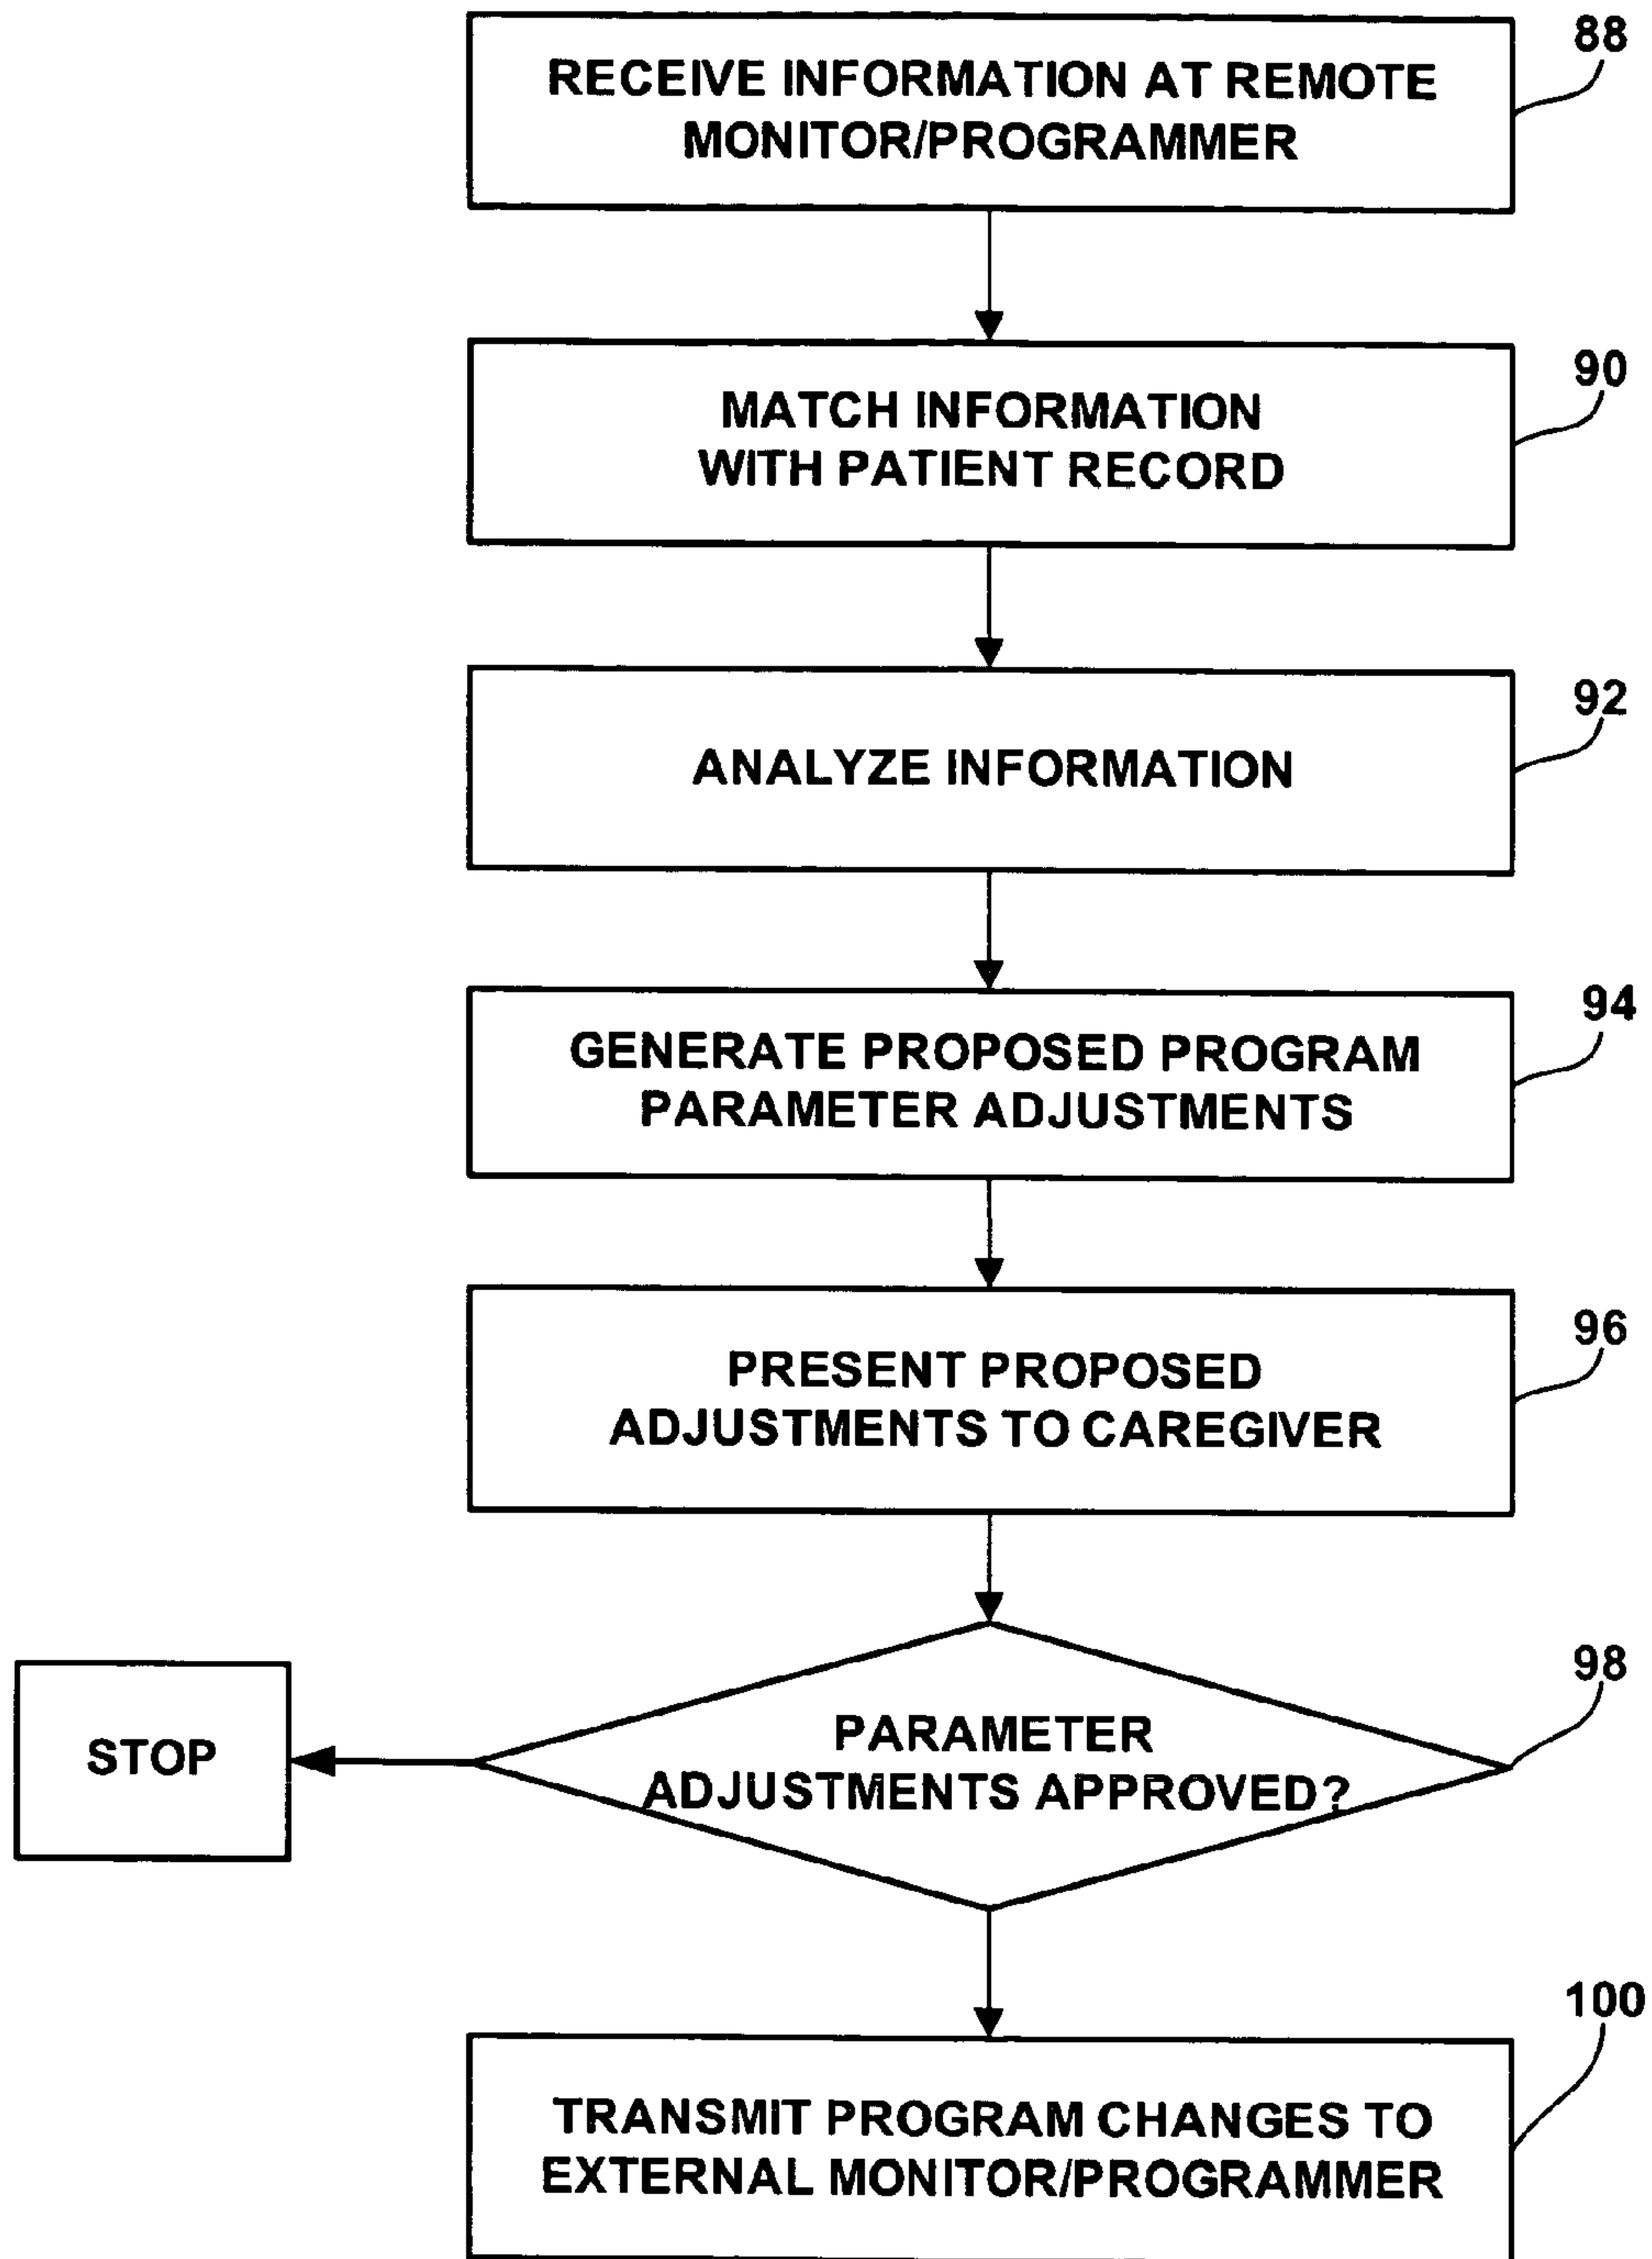 88
RECEIVE INFORMATION AT REMOTE
MONITOR/PROGRAMMER
90
MATCH INFORMATION
WITH PATIENT RECORD
92
ANALYZE INFORMATION
94
GENERATE PROPOSED PROGRAM
PARAMETER ADJUSTMENTS
96
PRESENT PROPOSED
ADJUSTMENTS TO CAREGIVER
98
PARAMETER
ADJUSTMENTS APPROVED?
STOP
100
TRANSMIT PROGRAM CHANGES TO
EXTERNAL MONITOR/PROGRAMMER